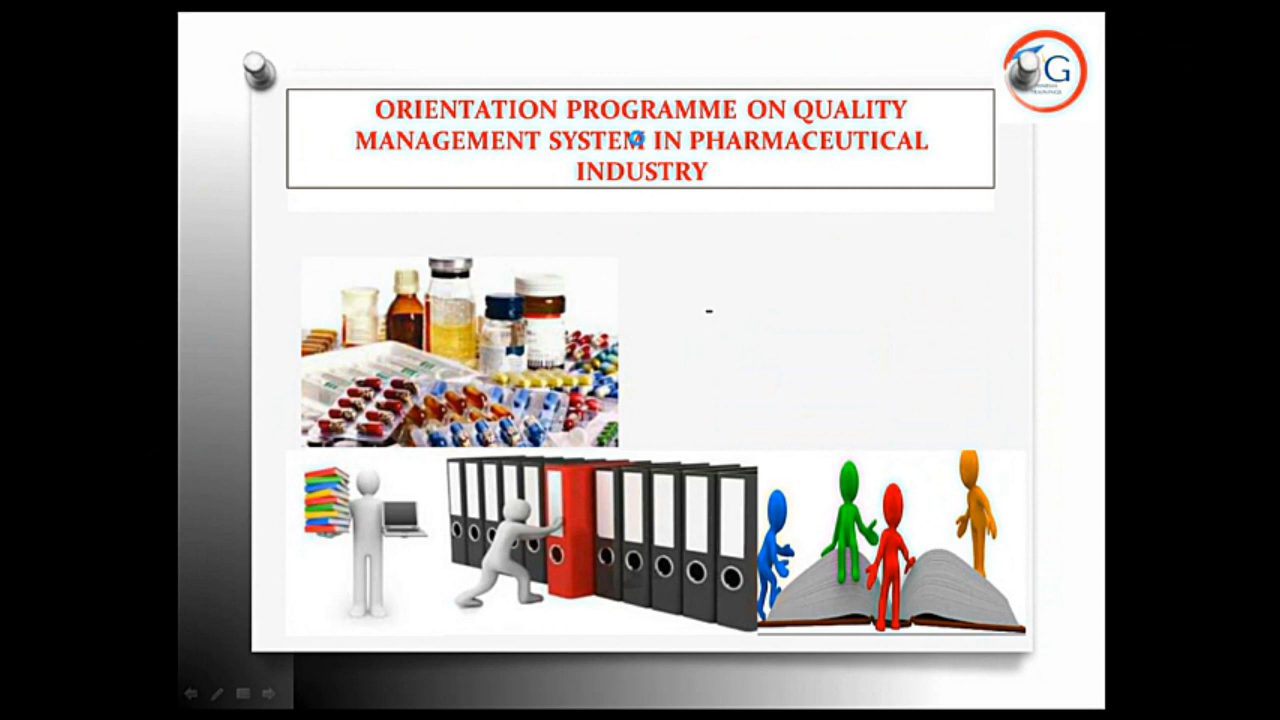 ORIENTATION PROGRAMME ON QUALITY
MANAGEMENT SYSTEM IN PHARMACEUTICAL
INDUSTRY
G
-